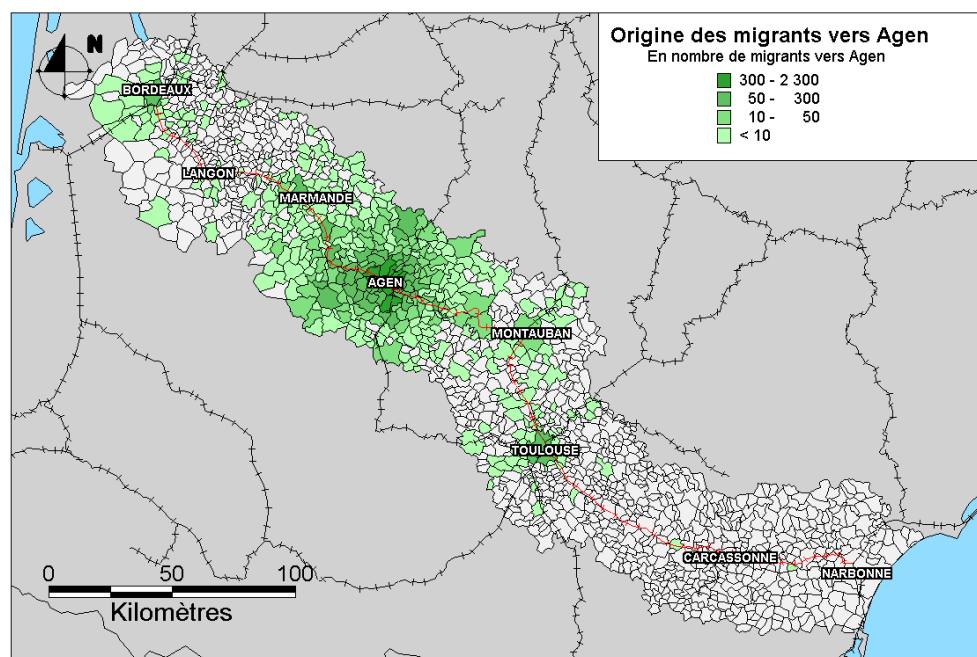 Origine des migrants vers Agen
En nombre de migrants vers Agen
300 - 2 300
50 - 300
10 - 50
< 10
N
BORDEAUX
LANGON
MARMANDE
AGEN
MONTAUBAN
TOULOUSE
CARCASSONNE
NARBONNE
0 50 100
Kilomètres